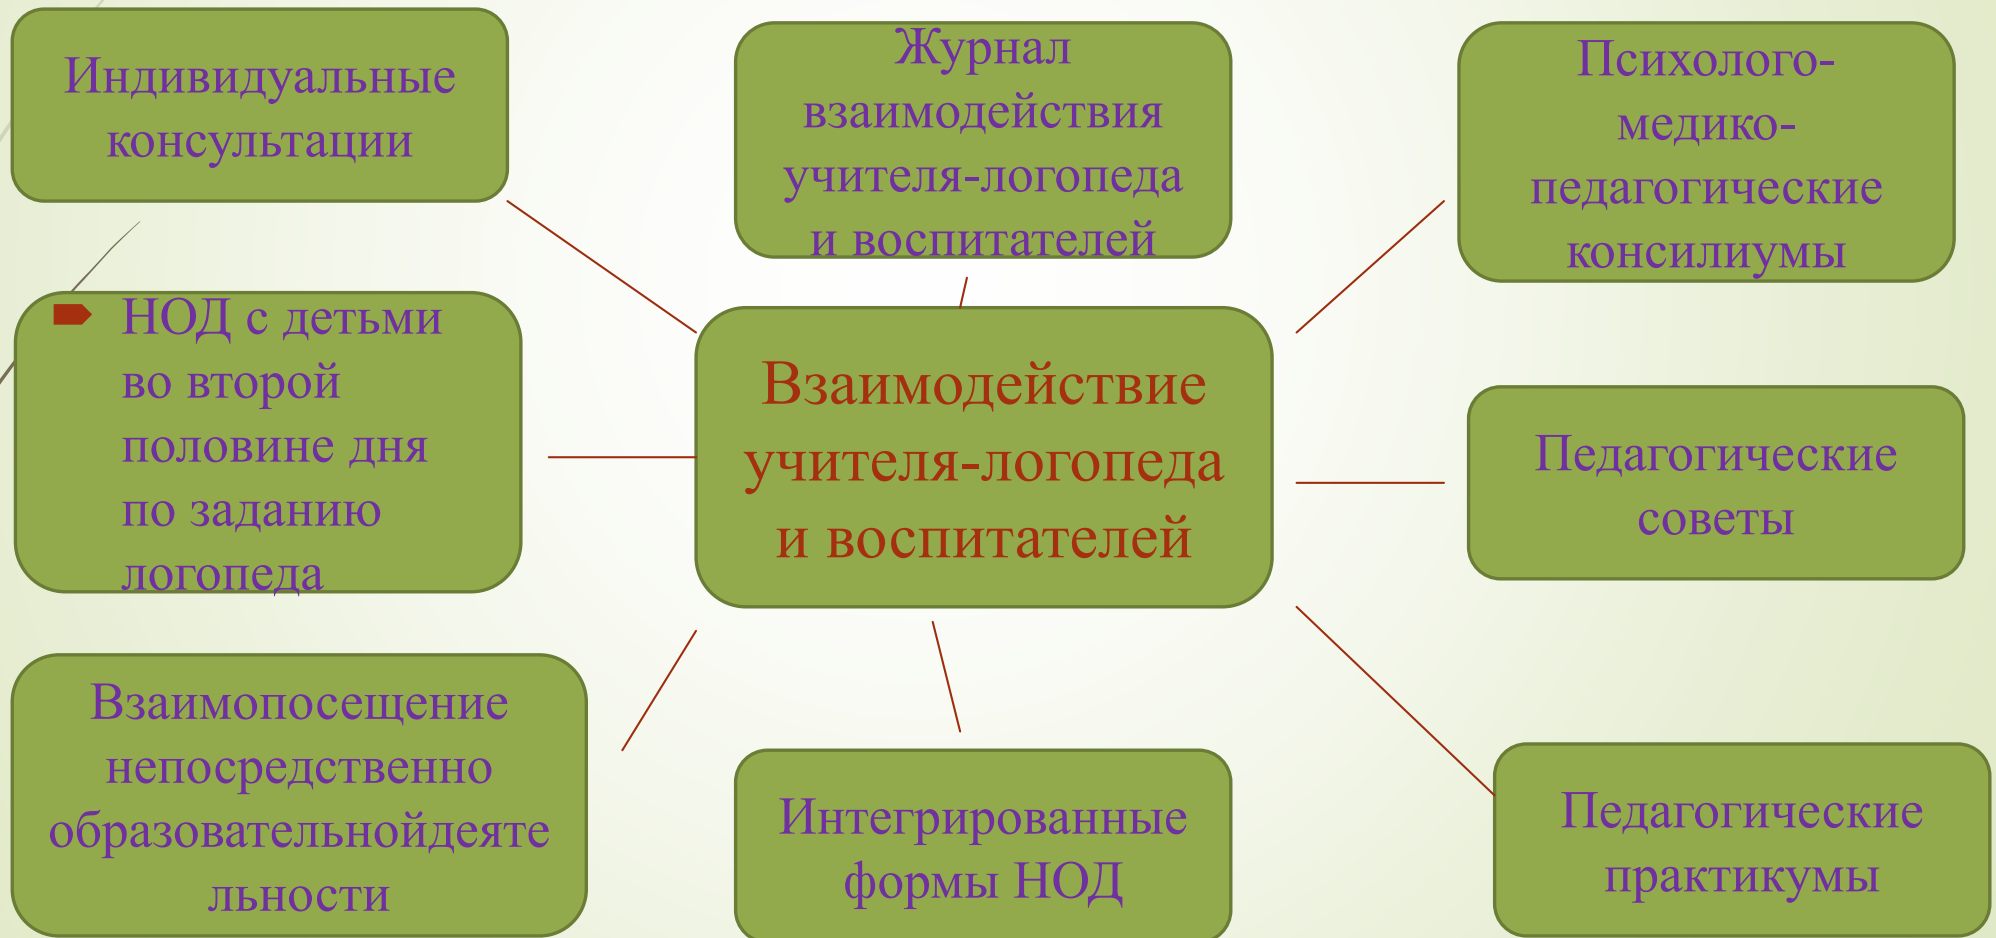 Индивидуальные
консультации
Журнал
взаимодействия
учителя-логопеда
и воспитателей
Психолого-
медико-
педагогические
консилиумы
НОД с детьми
во второй
половине дня
по заданию
логопеда
Взаимодействие
учителя-логопеда
и воспитателей
Педагогические
советы
Взаимопосещение
непосредственно
образовательнойдеяте
льности
Интегрированные
формы НОД
Педагогические
практикумы